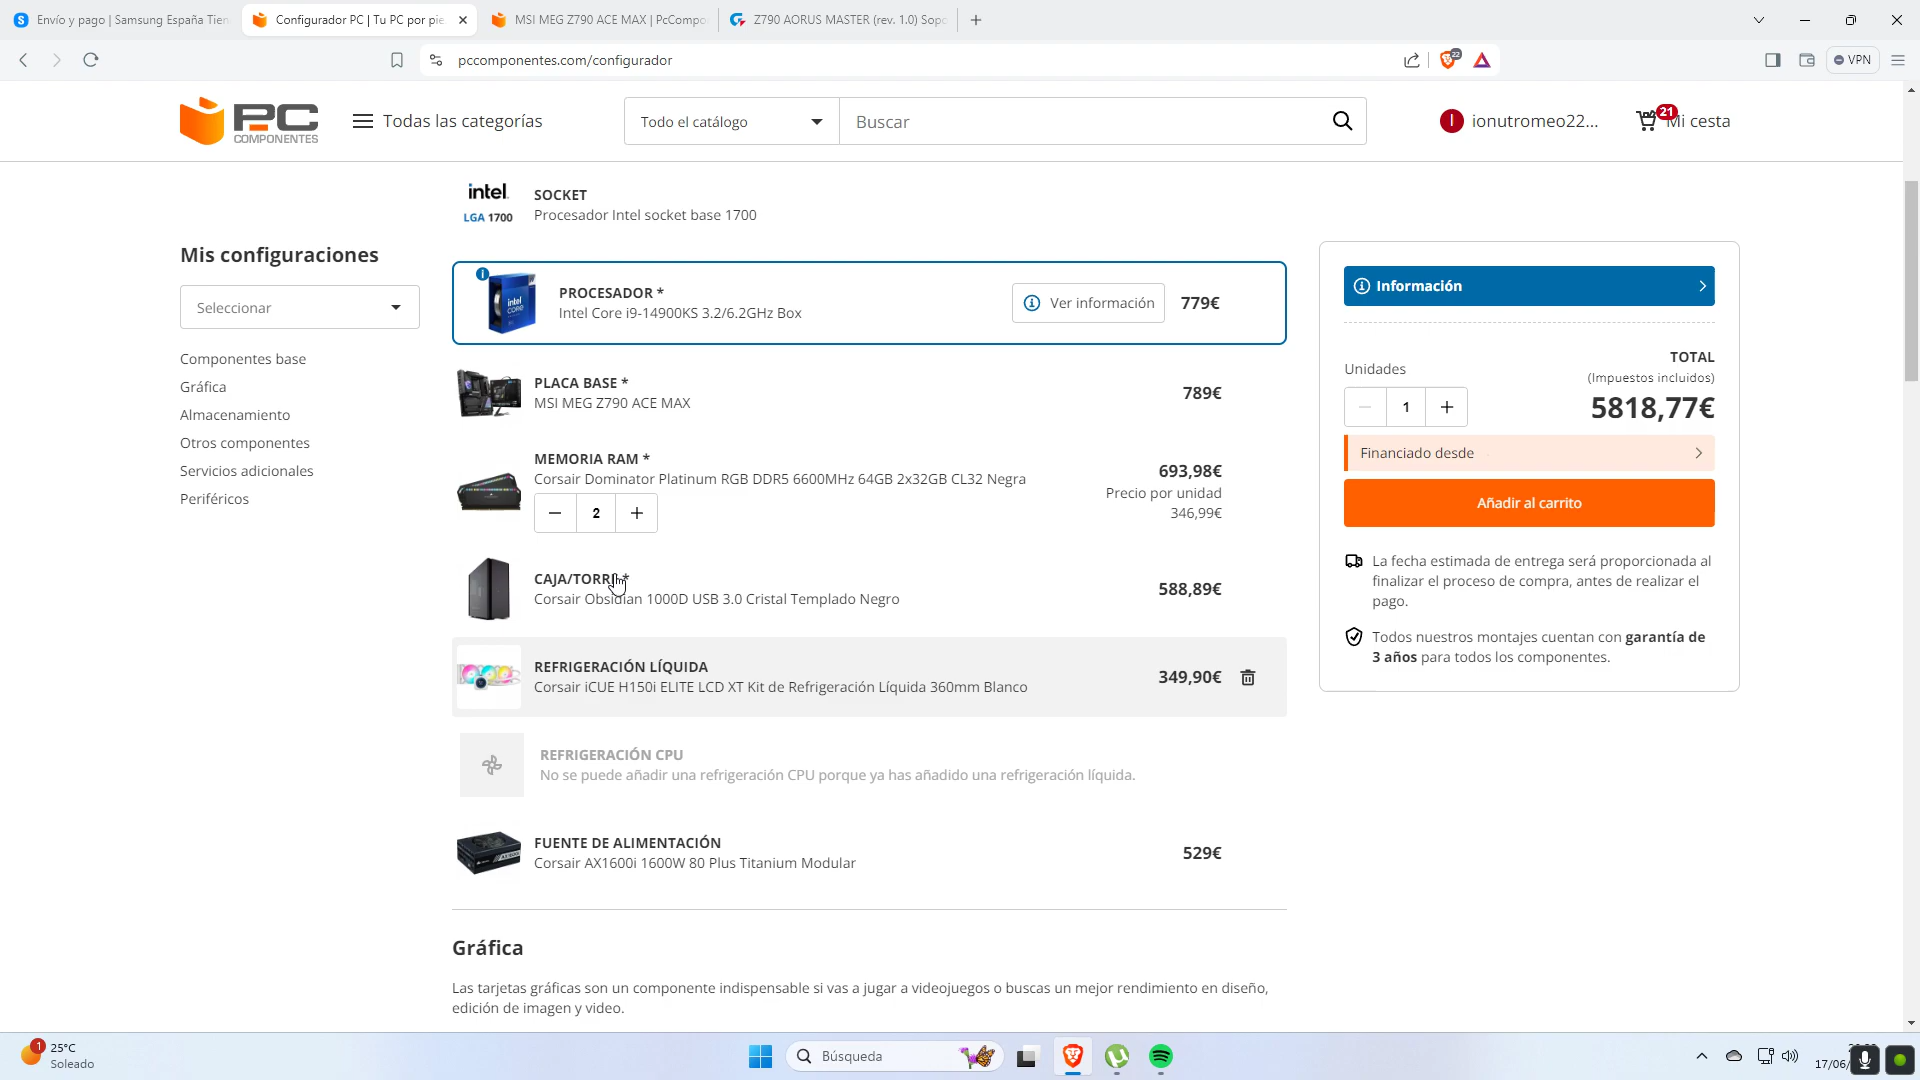 Envío y pago | Samsung España Tien
Configurador PC | Tu PC por pie
MSI MEG Z790 ACE MAX | PcCompo
Z790 AORUS MASTER (rev. 1.0) Sopo
pccomponentes.com/configurador
22
VPN
PC
COMPONENTES
Todas las categorías
Todo el catálogo
Buscar
I
ionutromeo22...
21
Mi cesta
intel.
LGA 1700
SOCKET
Procesador Intel socket base 1700
Mis configuraciones
Seleccionar
Componentes base
Gráfica
Almacenamiento
Otros componentes
Servicios adicionales
Periféricos
intel
CORE
PROCESADOR *
Intel Core i9-14900KS 3.2/6.2GHz Box
Ver información
779€
PLACA BASE *
MSI MEG Z790 ACE MAX
789€
MEMORIA RAM *
Corsair Dominator Platinum RGB DDR5 6600MHz 64GB 2x32GB CL32 Negra
2
693,98€
Precio por unidad
346,99€
CAJA/TORRE *
Corsair Obsidian 1000D USB 3.0 Cristal Templado Negro
588,89€
REFRIGERACIÓN LÍQUIDA
Corsair iCUE H150i ELITE LCD XT Kit de Refrigeración Líquida 360mm Blanco
349,90€
REFRIGERACIÓN CPU
No se puede añadir una refrigeración CPU porque ya has añadido una refrigeración líquida.
FUENTE DE ALIMENTACIÓN
Corsair AX1600i 1600W 80 Plus Titanium Modular
529€
Gráfica
Las tarjetas gráficas son un componente indispensable si vas a jugar a videojuegos o buscas un mejor rendimiento en diseño,
edición de imagen y video.
Información
Unidades
1
TOTAL
(Impuestos incluidos)
5818,77€
Financiado desde
Añadir al carrito
La fecha estimada de entrega será proporcionada al
finalizar el proceso de compra, antes de realizar el
pago.
Todos nuestros montajes cuentan con garantía de
3 años para todos los componentes.
1
25°C
Soleado
Búsqueda
17/06/